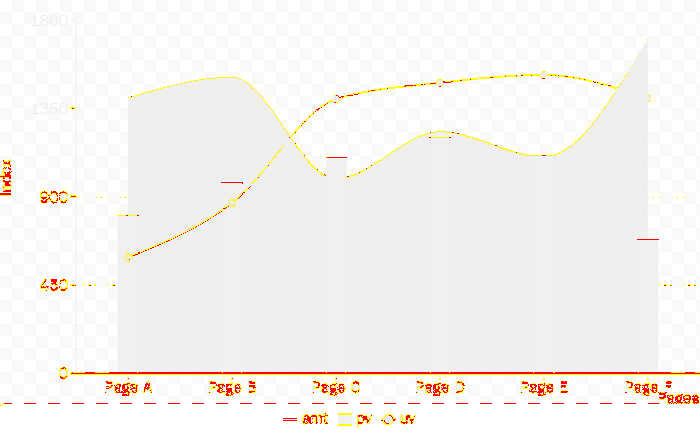 1800
1350
Index
900
450
0
Page A Page B Page C Page D Page E Page F
Pages
amt pv uv